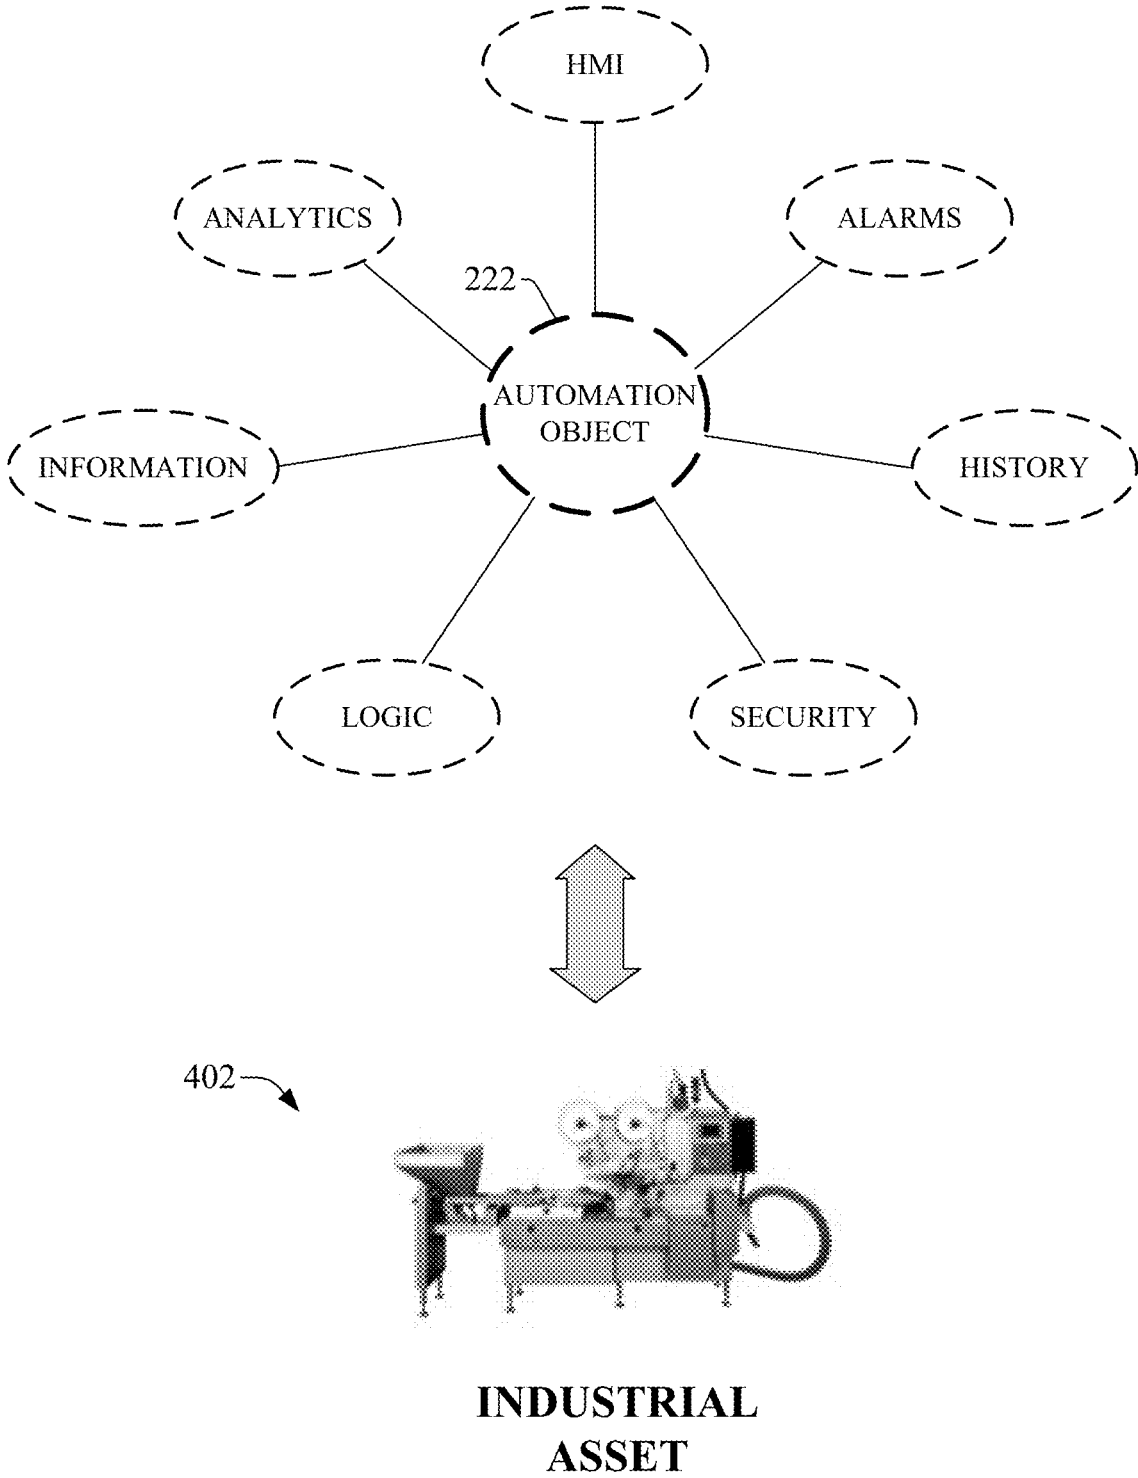 HMI
ANALYTICS
ALARMS
222
AUTOMATION
OBJECT
INFORMATION
HISTORY
LOGIC
SECURITY
402
INDUSTRIAL
ASSET